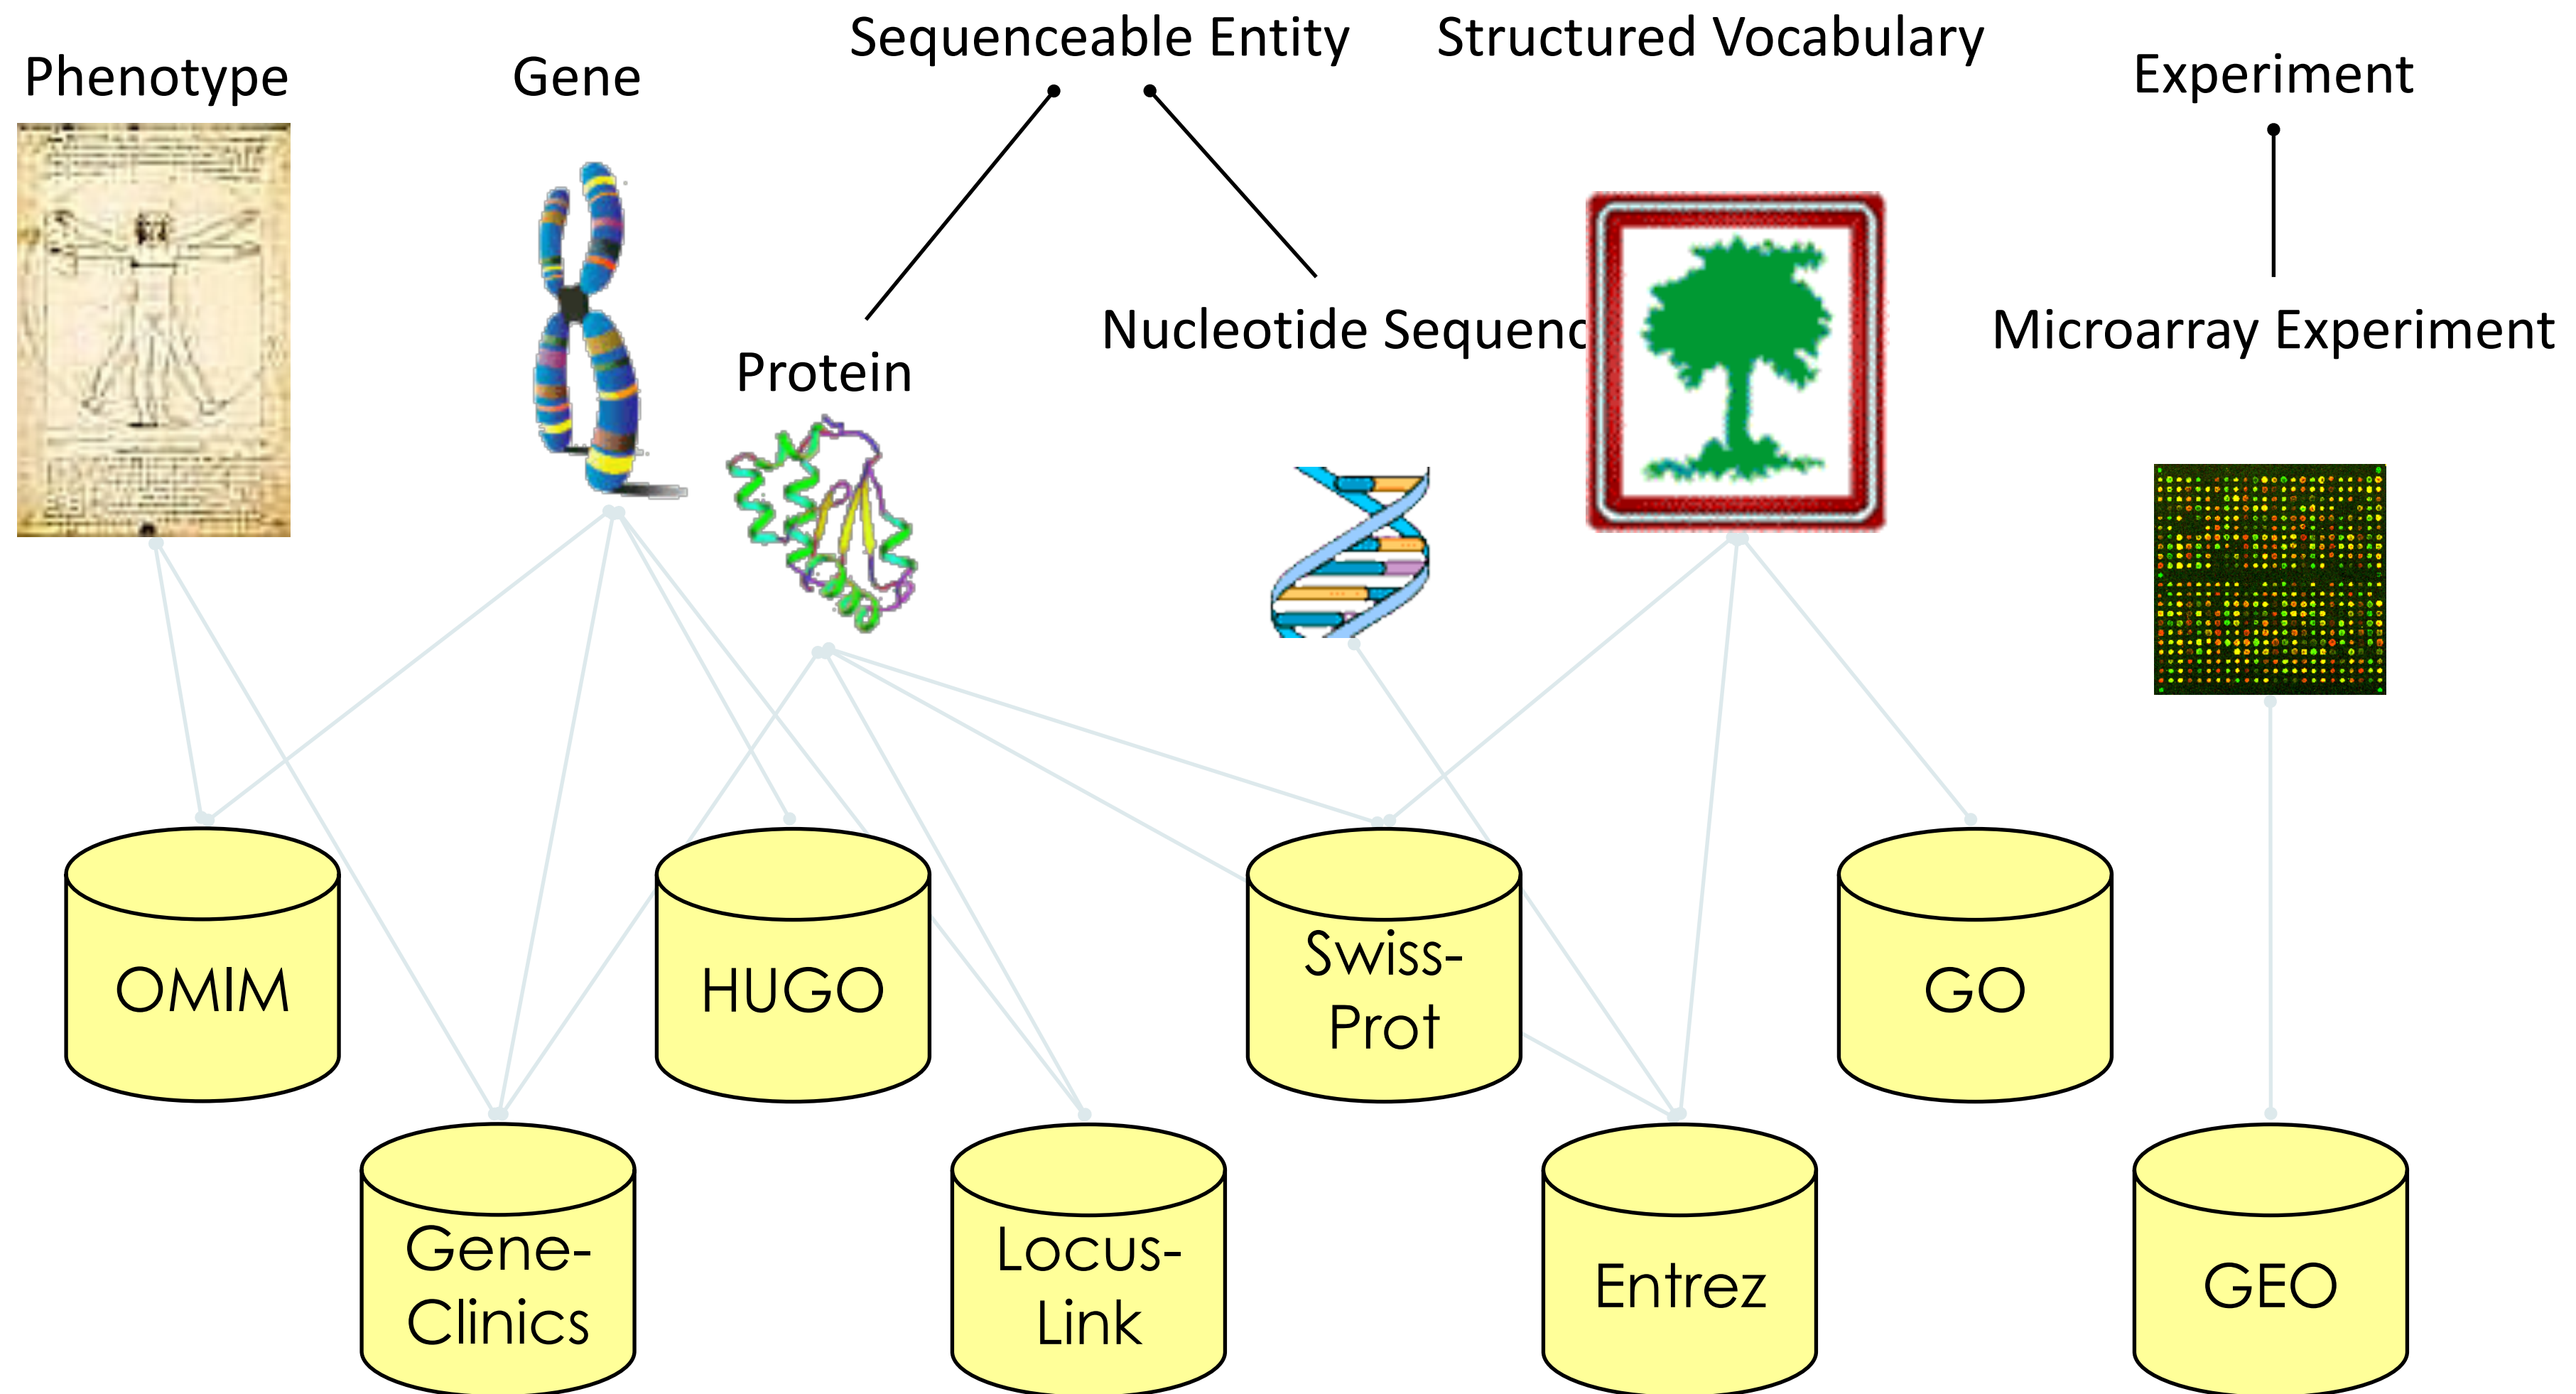 Sequenceable Entity
Structured Vocabulary
Phenotype
Gene
Experiment
Nucleotide Sequenc
Microarray Experiment
Protein
OMIM
HUGO
Swiss-
Prot
GO
Gene-
Clinics
Locus-
Link
Entrez
GEO